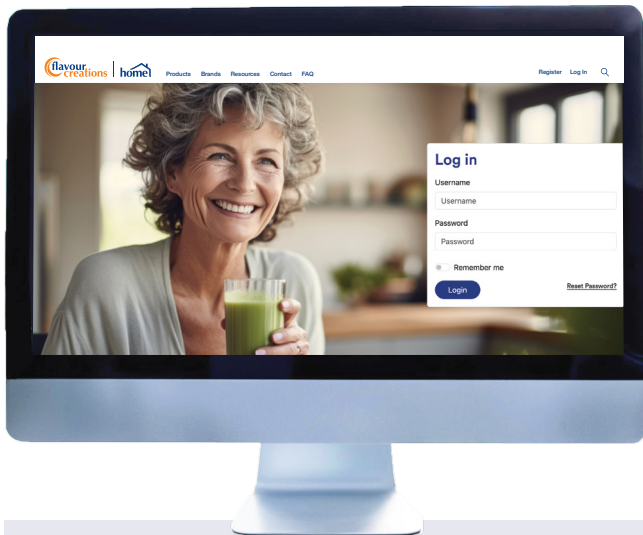 flavour creations home
Products Brands Resources Contact FAQ Register Log In
Log in
Username
Username
Password
Password
Remember me
Login Reset Password?